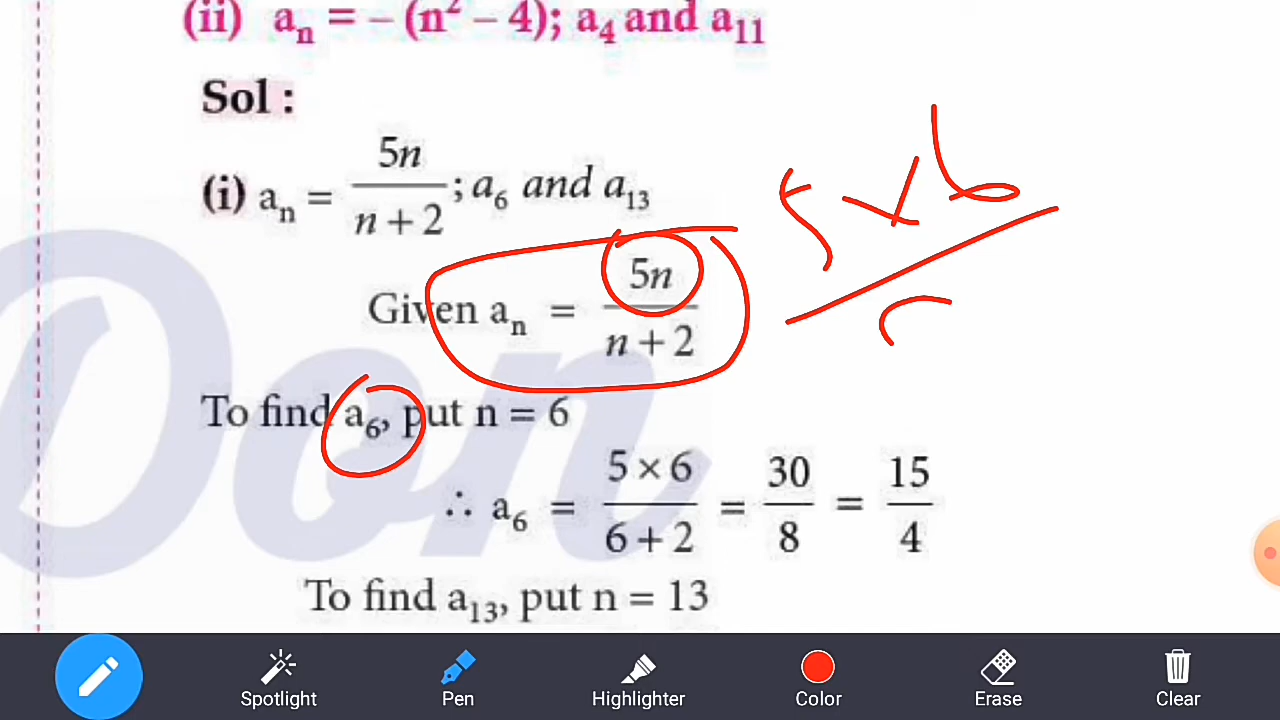 (ii) aₙ = – (n² – 4); a₄ and a₁₁
Sol :
(i) aₙ = 5n / n + 2 ; a₆ and a₁₃
Given aₙ = 5n / n + 2
5 × 6
To find a₆, put n = 6
∴ a₆ = 5 × 6 / 6 + 2 = 30 / 8 = 15 / 4
To find a₁₃, put n = 13
Don
Spotlight Pen Highlighter Color Erase Clear